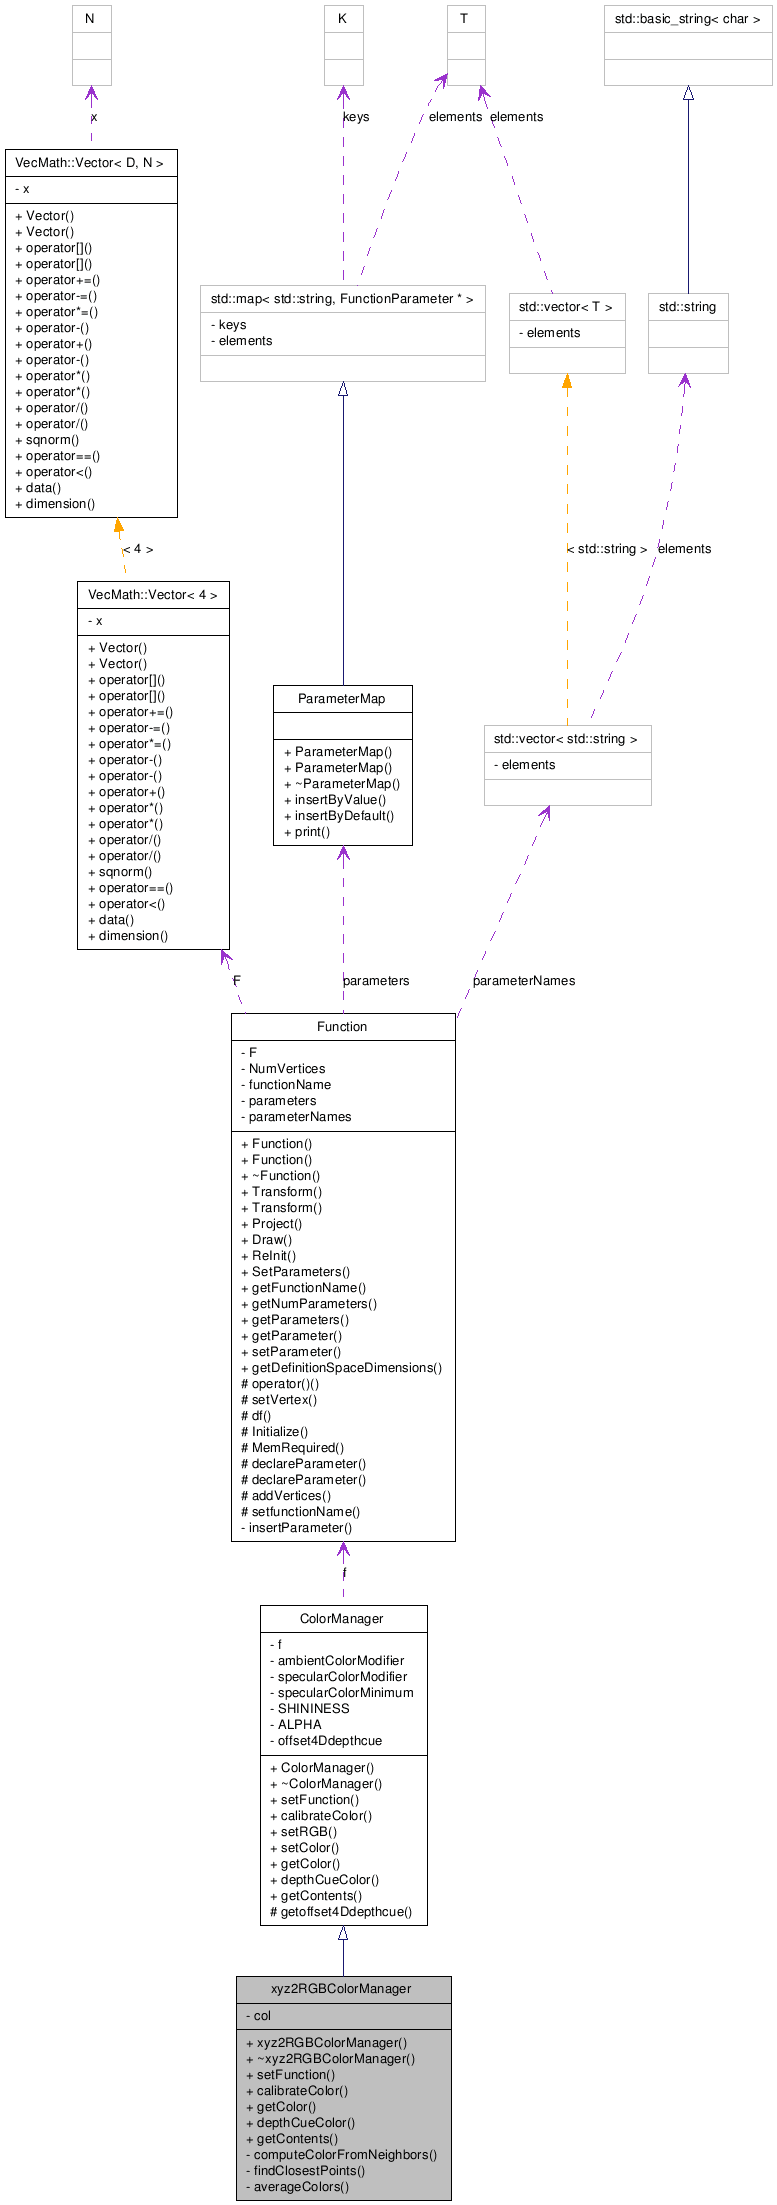 N
K
T
std::basic_string< char >
x
keys
elements
elements
VecMath::Vector< D, N >
- x
+ Vector()
+ Vector()
+ operator[]()
+ operator[]()
+ operator+=()
+ operator-=()
+ operator*=()
+ operator-()
+ operator+()
+ operator-()
+ operator*()
+ operator*()
+ operator/()
+ operator/()
+ sqnorm()
+ operator==()
+ operator<()
+ data()
+ dimension()
std::map< std::string, FunctionParameter * >
- keys
- elements
std::vector< T >
- elements
std::string
< 4 >
< std::string >
elements
VecMath::Vector< 4 >
- x
+ Vector()
+ Vector()
+ operator[]()
+ operator[]()
+ operator+=()
+ operator-=()
+ operator*=()
+ operator-()
+ operator-()
+ operator+()
+ operator*()
+ operator*()
+ operator/()
+ operator/()
+ sqnorm()
+ operator==()
+ operator<()
+ data()
+ dimension()
ParameterMap
+ ParameterMap()
+ ParameterMap()
+ ~ParameterMap()
+ insertByValue()
+ insertByDefault()
+ print()
std::vector< std::string >
- elements
F
parameters
parameterNames
Function
- F
- NumVertices
- functionName
- parameters
- parameterNames
+ Function()
+ Function()
+ ~Function()
+ Transform()
+ Transform()
+ Project()
+ Draw()
+ ReInit()
+ SetParameters()
+ getFunctionName()
+ getNumParameters()
+ getParameters()
+ getParameter()
+ setParameter()
+ getDefinitionSpaceDimensions()
# operator()()
# setVertex()
# df()
# Initialize()
# MemRequired()
# declareParameter()
# declareParameter()
# addVertices()
# setfunctionName()
- insertParameter()
f
ColorManager
- f
- ambientColorModifier
- specularColorModifier
- specularColorMinimum
- SHININESS
- ALPHA
- offset4Ddepthcue
+ ColorManager()
+ ~ColorManager()
+ setFunction()
+ calibrateColor()
+ setRGB()
+ setColor()
+ getColor()
+ depthCueColor()
+ getContents()
# getoffset4Ddepthcue()
xyz2RGBColorManager
- col
+ xyz2RGBColorManager()
+ ~xyz2RGBColorManager()
+ setFunction()
+ calibrateColor()
+ getColor()
+ depthCueColor()
+ getContents()
- computeColorFromNeighbors()
- findClosestPoints()
- averageColors()